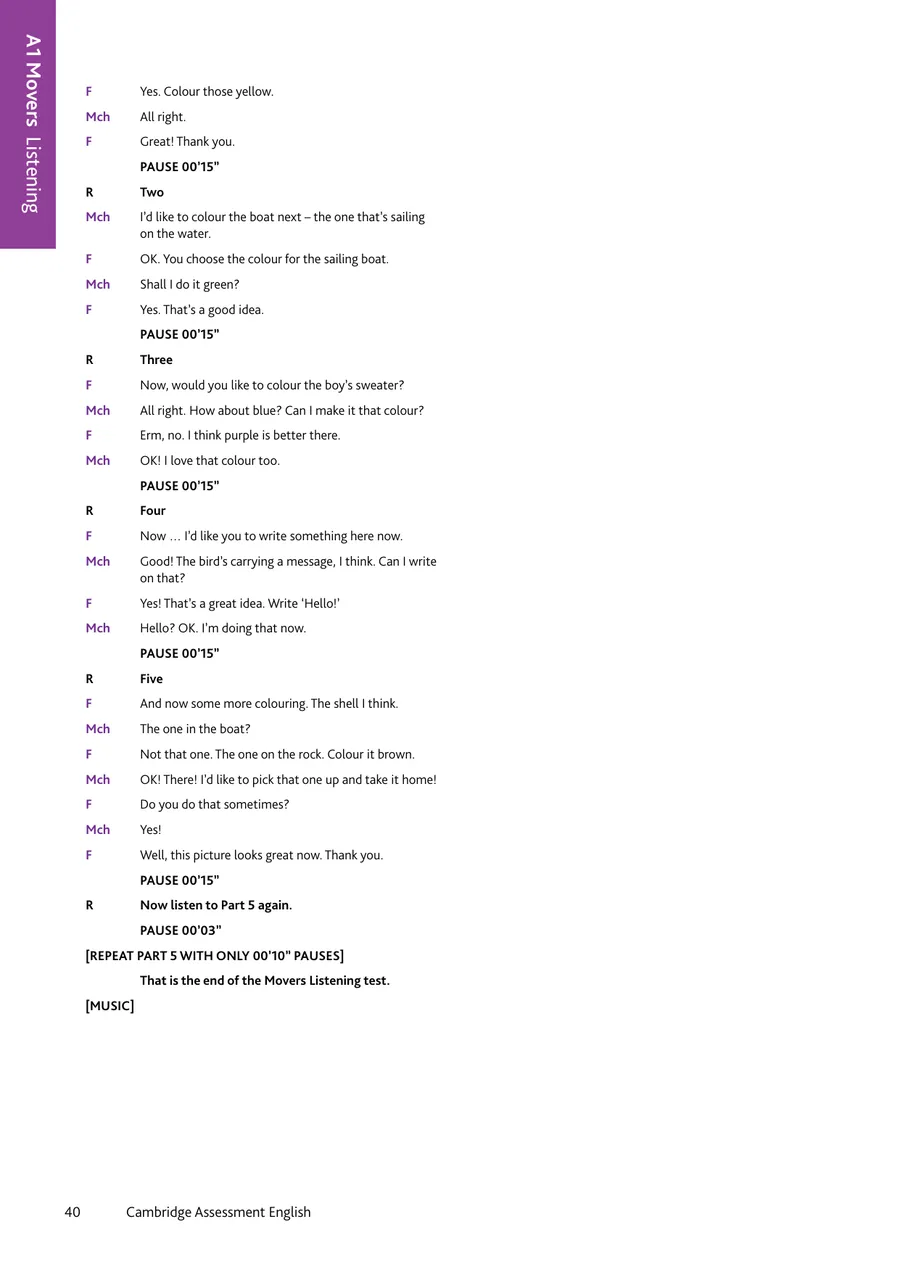 A1 Movers Listening
F Yes. Colour those yellow.
Mch All right.
F Great! Thank you.
PAUSE 00'15"
R Two
Mch I'd like to colour the boat next – the one that's sailing
on the water.
F OK. You choose the colour for the sailing boat.
Mch Shall I do it green?
F Yes. That's a good idea.
PAUSE 00'15"
R Three
F Now, would you like to colour the boy's sweater?
Mch All right. How about blue? Can I make it that colour?
F Erm, no. I think purple is better there.
Mch OK! I love that colour too.
PAUSE 00'15"
R Four
F Now … I'd like you to write something here now.
Mch Good! The bird's carrying a message, I think. Can I write
on that?
F Yes! That's a great idea. Write ‘Hello!’
Mch Hello? OK. I'm doing that now.
PAUSE 00'15"
R Five
F And now some more colouring. The shell I think.
Mch The one in the boat?
F Not that one. The one on the rock. Colour it brown.
Mch OK! There! I'd like to pick that one up and take it home!
F Do you do that sometimes?
Mch Yes!
F Well, this picture looks great now. Thank you.
PAUSE 00'15"
R Now listen to Part 5 again.
PAUSE 00'03"
[REPEAT PART 5 WITH ONLY 00'10" PAUSES]
That is the end of the Movers Listening test.
[MUSIC]
40 Cambridge Assessment English